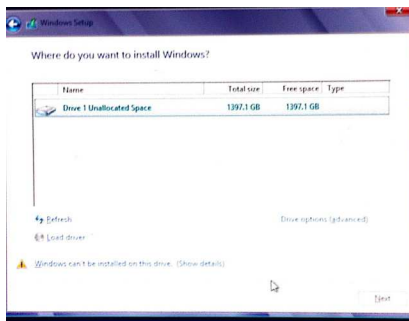 Windows Setup
Where do you want to install Windows?
Name Total size Free space Type
Drive 1 Unallocated Space 1397.1 GB 1397.1 GB
Refresh Drive options (advanced)
Load driver
Windows can't be installed on this drive. (Show details)
Next